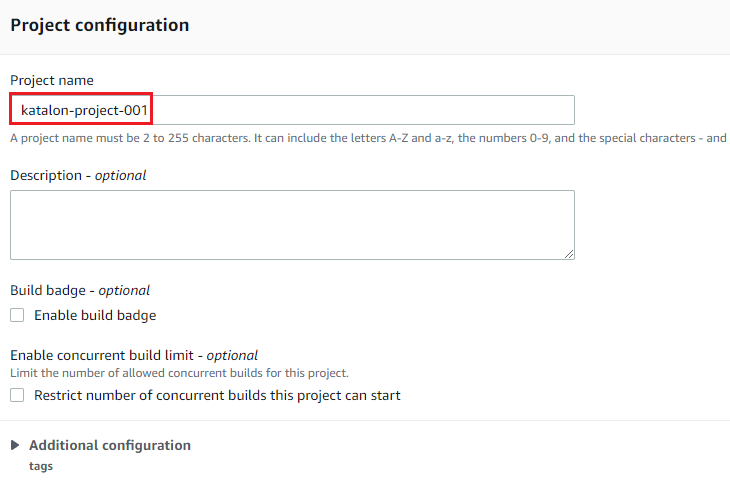 Project configuration
Project name
katalon-project-001
A project name must be 2 to 255 characters. It can include the letters A-Z and a-z, the numbers 0-9, and the special characters - and
Description - optional
Build badge - optional
Enable build badge
Enable concurrent build limit - optional
Limit the number of allowed concurrent builds for this project.
Restrict number of concurrent builds this project can start
Additional configuration
tags